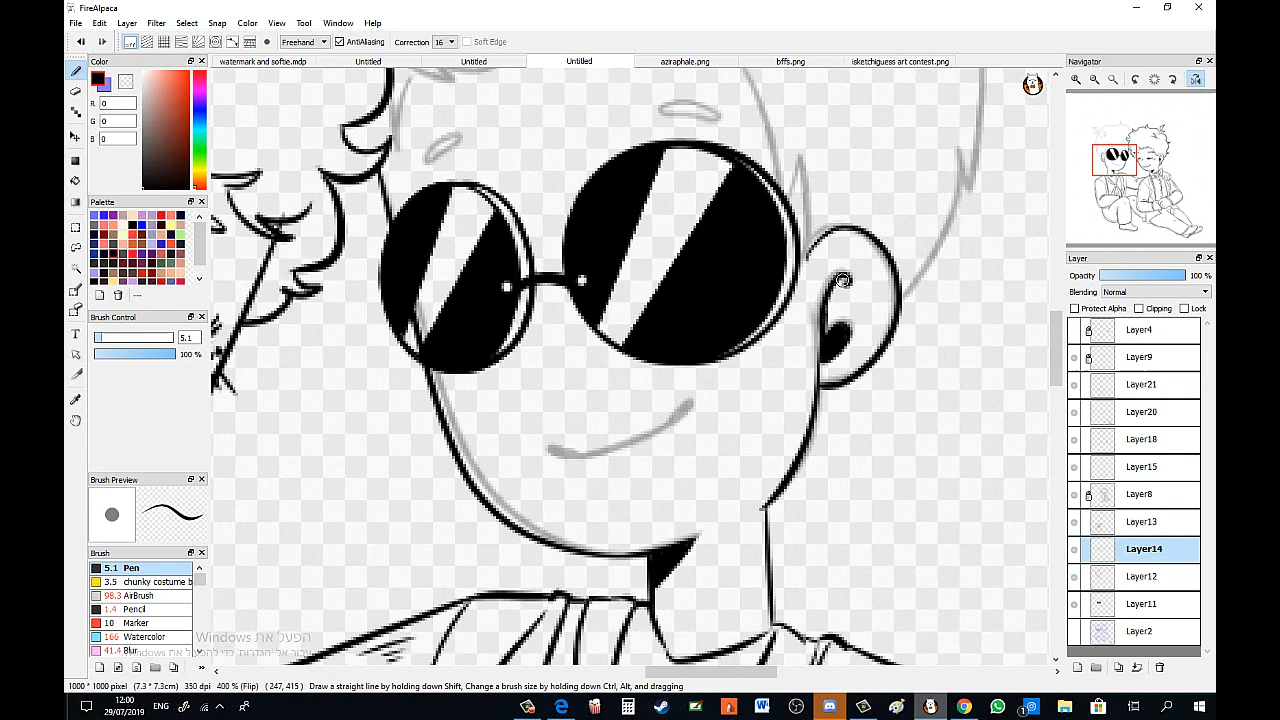 FireAlpaca
File Edit Layer Filter Select Snap Color View Tool Window Help
off Freehand AntiAliasing Correction 16 Soft Edge
Color
watermark and softie.mdp Untitled Untitled Untitled aziraphale.png bffs.png isketchiguess art contest.png
Navigator
R 0
G 0
B 0
Palette
Layer
Opacity 100 %
Blending Normal
Protect Alpha Clipping Lock
Brush Control
5.1
100 %
Layer4
Layer9
Layer21
Layer20
Layer18
Layer15
Layer8
Layer13
Layer14
Layer12
Layer11
Layer2
Brush Preview
Brush
5.1 Pen
3.5 chunky costume b
98.3 AirBrush
1.4 Pencil
10 Marker
166 Watercolor
41.4 Blur
הפעל את Windows
עבור אל 'הגדרות' כדי להפעיל את Windows
1000 * 1000 pixel (7.3 * 7.3cm) 350 dpi 400 % (Flip) (247, 415) Draw a straight line by holding down Shift, Change a brush size by holding down Ctrl, Alt, and dragging
12:00
29/07/2019
ENG